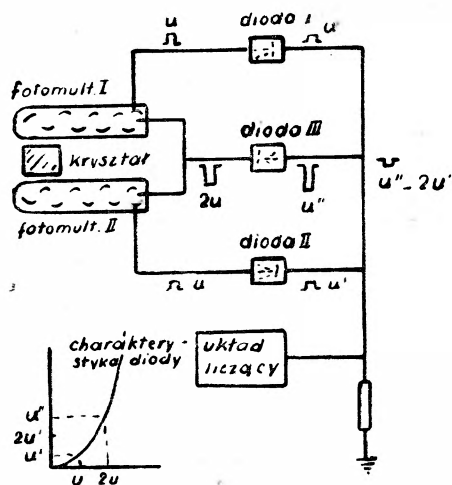 u
dioda I
u'
fotomult. I
kryształ
dioda III
2u
u"
u" - 2u'
fotomult. II
dioda II
u
u'
charaktery-
styka diody
układ
liczący
u"
2u'
u'
u
2u